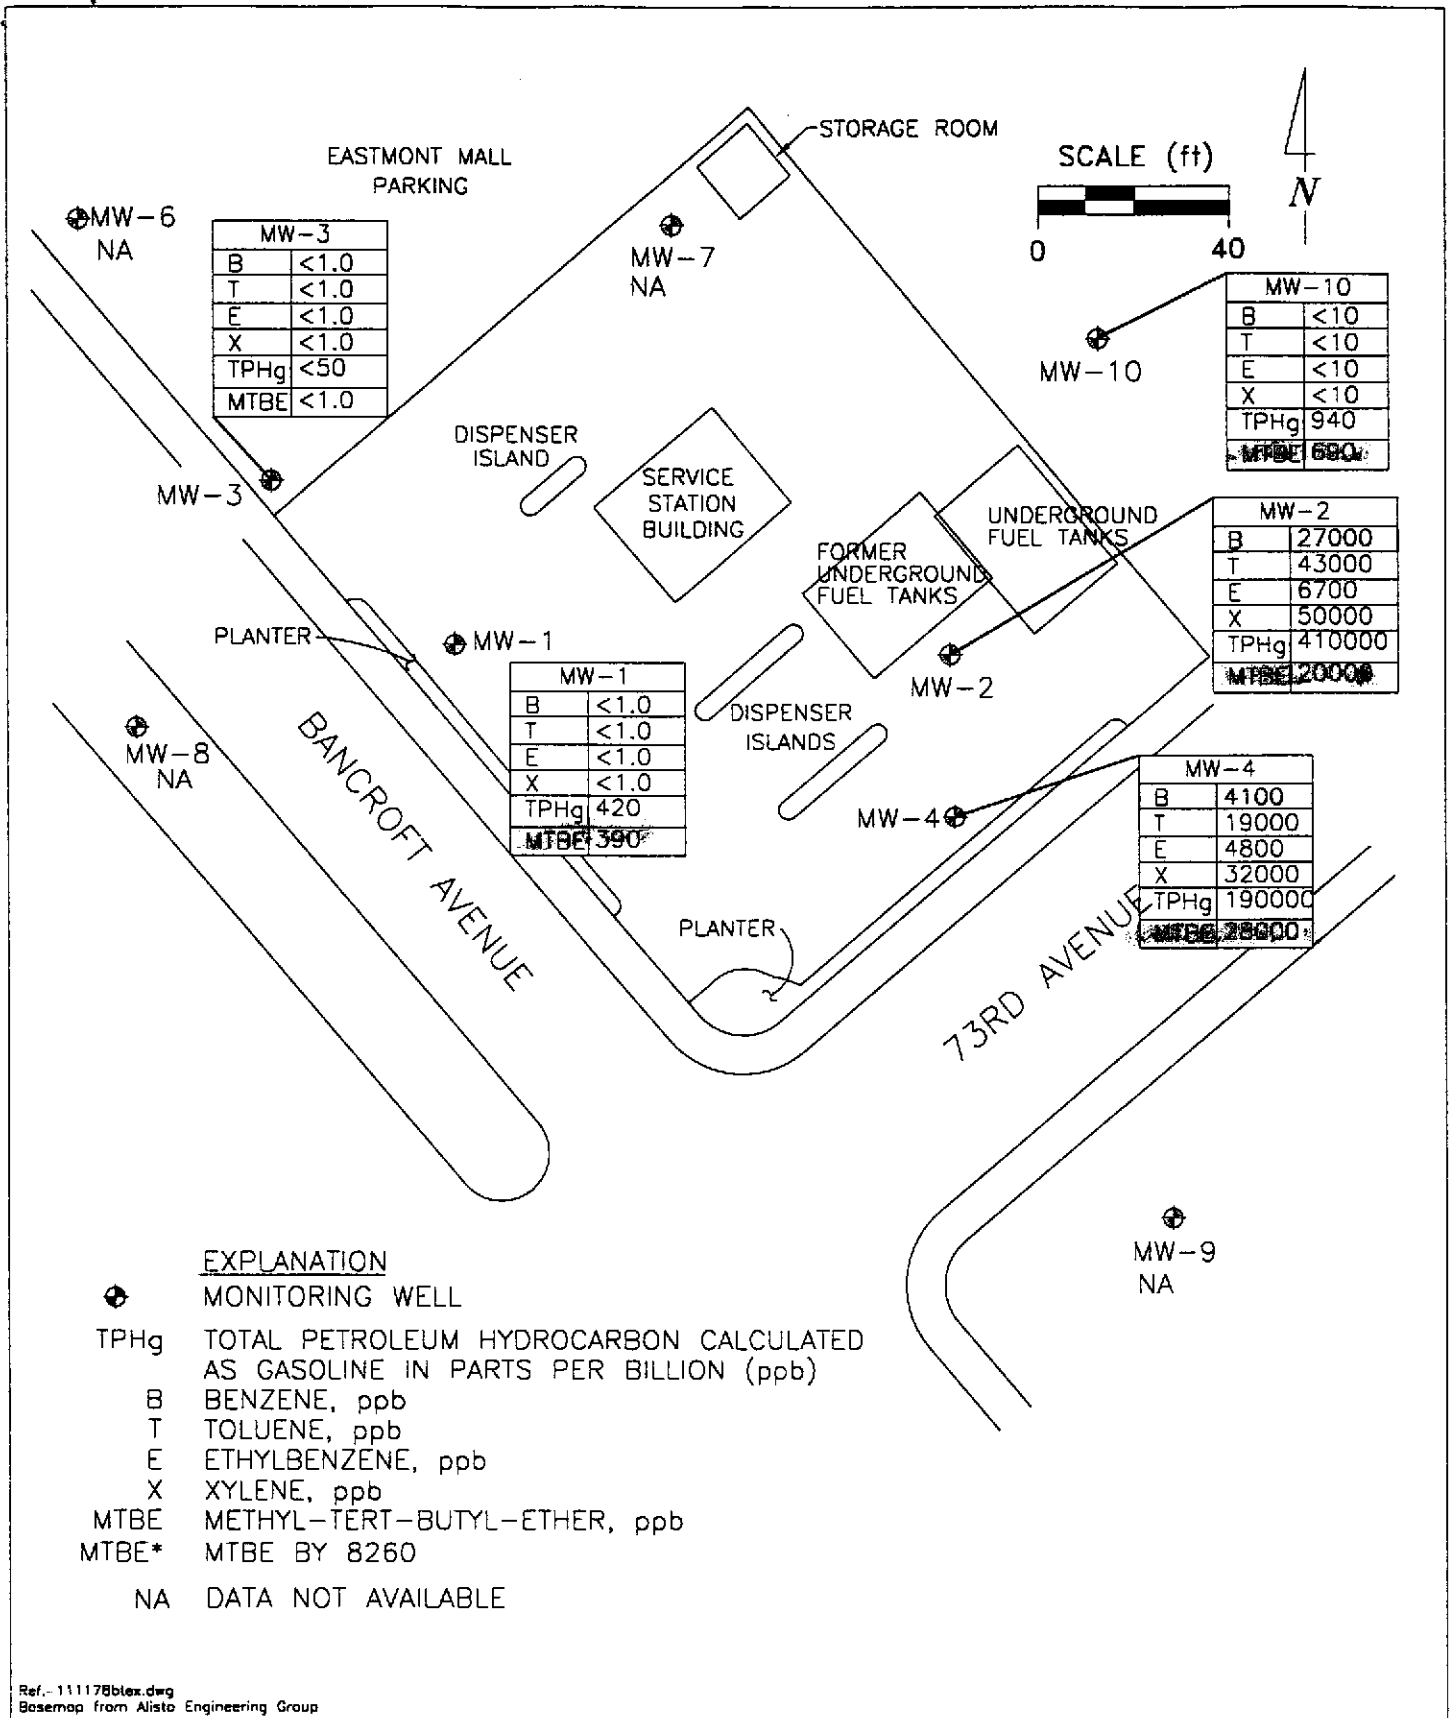 STORAGE ROOM
EASTMONT MALL
PARKING
SCALE (ft)
0 40
N
MW-6
NA
MW-3
B <1.0
T <1.0
E <1.0
X <1.0
TPHg <50
MTBE <1.0
MW-3
MW-7
NA
MW-10
MW-10
B <10
T <10
E <10
X <10
TPHg 940
MTBE 690
DISPENSER
ISLAND
SERVICE
STATION
BUILDING
UNDERGROUND
FUEL TANKS
FORMER
UNDERGROUND
FUEL TANKS
MW-2
B 27000
T 43000
E 6700
X 50000
TPHg 410000
MTBE 20000
MW-2
PLANTER
MW-1
MW-1
B <1.0
T <1.0
E <1.0
X <1.0
TPHg 420
MTBE 390
DISPENSER
ISLANDS
MW-8
NA
BANCROFT AVENUE
MW-4
MW-4
B 4100
T 19000
E 4800
X 32000
TPHg 190000
MTBE 28000
PLANTER
73RD AVENUE
MW-9
NA
EXPLANATION
MONITORING WELL
TPHg TOTAL PETROLEUM HYDROCARBON CALCULATED
AS GASOLINE IN PARTS PER BILLION (ppb)
B BENZENE, ppb
T TOLUENE, ppb
E ETHYLBENZENE, ppb
X XYLENE, ppb
MTBE METHYL-TERT-BUTYL-ETHER, ppb
MTBE* MTBE BY 8260
NA DATA NOT AVAILABLE
Ref.- 111178btex.dwg
Basemap from Alisto Engineering Group